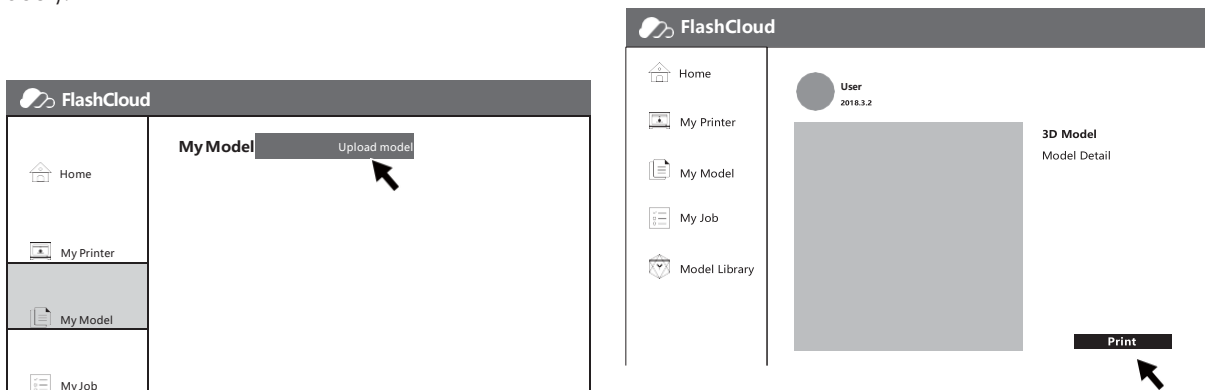 FlashCloud
My Model
Upload model
Home
My Printer
My Model
My Job
FlashCloud
Home
My Printer
My Model
My Job
Model Library
User
2018.3.2
3D Model
Model Detail
Print